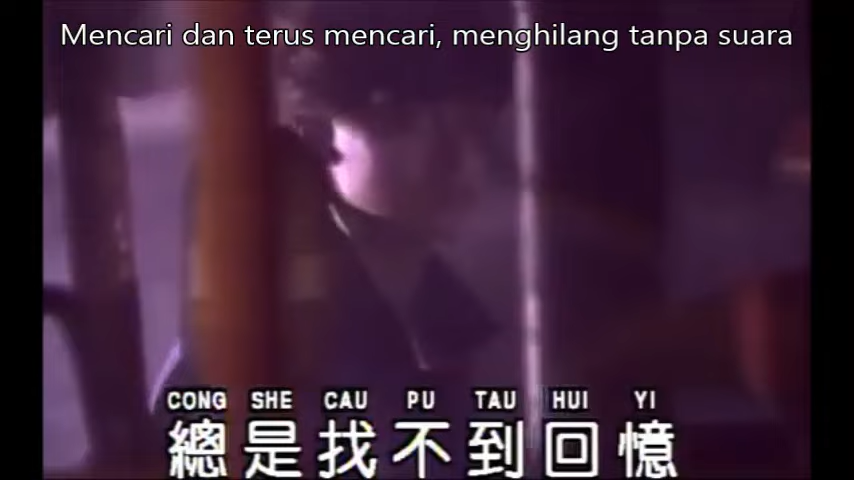 Mencari dan terus mencari, menghilang tanpa suara
CONG SHE CAU PU TAU HUI YI
總是找不到回憶